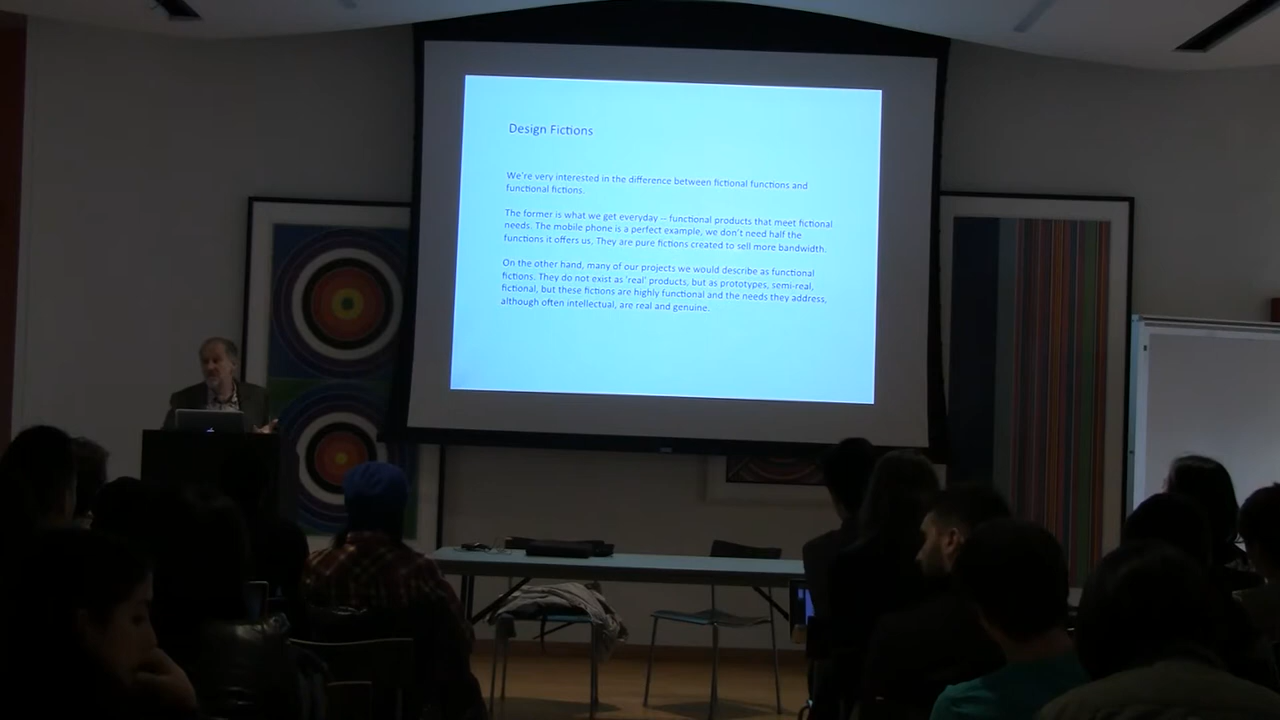 Design Fictions
We're very interested in the difference between fictional functions and
functional fictions.
The former is what we get everyday -- functional products that meet fictional
needs. The mobile phone is a perfect example, we don't need half the
functions it offers us, They are pure fictions created to sell more bandwidth.
On the other hand, many of our projects we would describe as functional
fictions. They do not exist as 'real' products, but as prototypes, semi-real,
fictional, but these fictions are highly functional and the needs they address,
although often intellectual, are real and genuine.